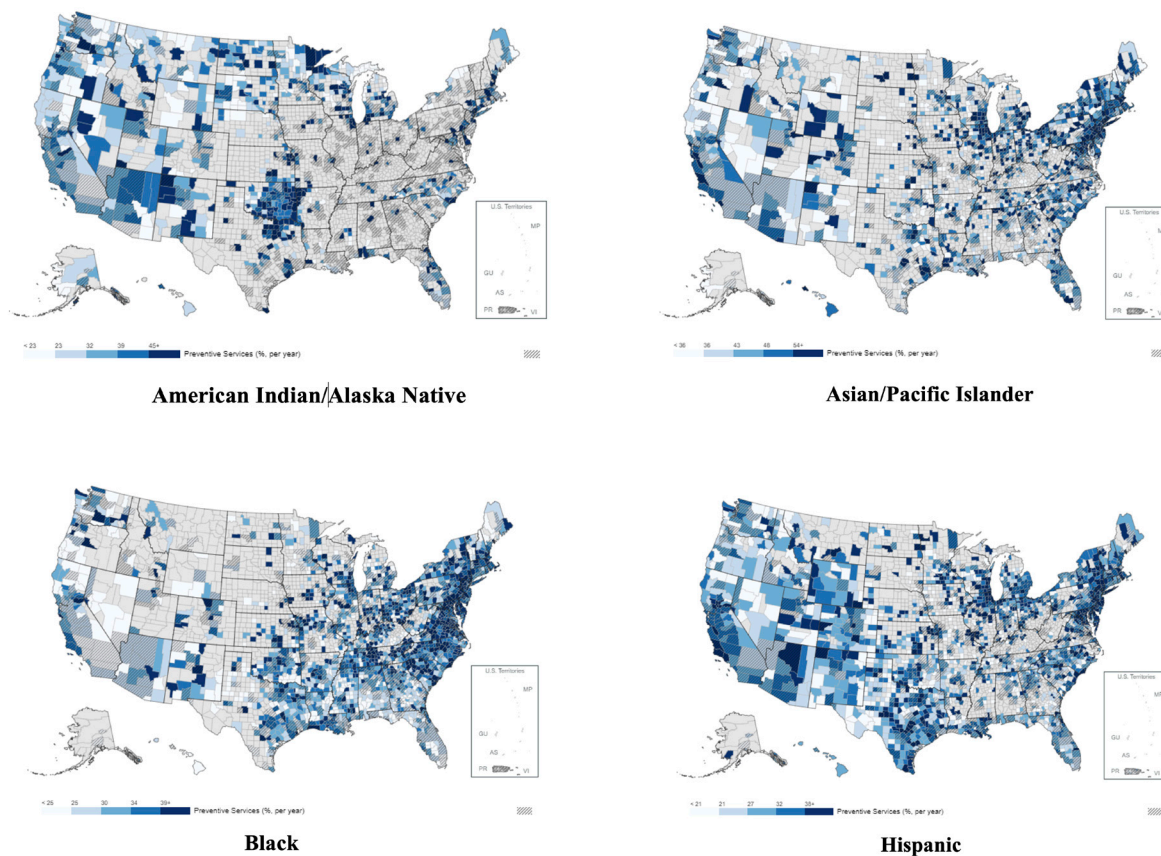 U.S. Territories
MP
GU
AS
PR
VI
< 23 23 32 39 45+ Preventive Services (%, per year)
American Indian/Alaska Native
U.S. Territories
M
GU
AS
PR
V
< 36 36 43 48 54+ Preventive Services (%, per year)
Asian/Pacific Islander
U.S. Territories
MP
GU
AS
PR
VI
< 25 25 30 34 39+ Preventive Services (%, per year)
Black
U.S. Territories
MP
GU
AS
PR
VI
< 21 21 27 32 38+ Preventive Services (%, per year)
Hispanic